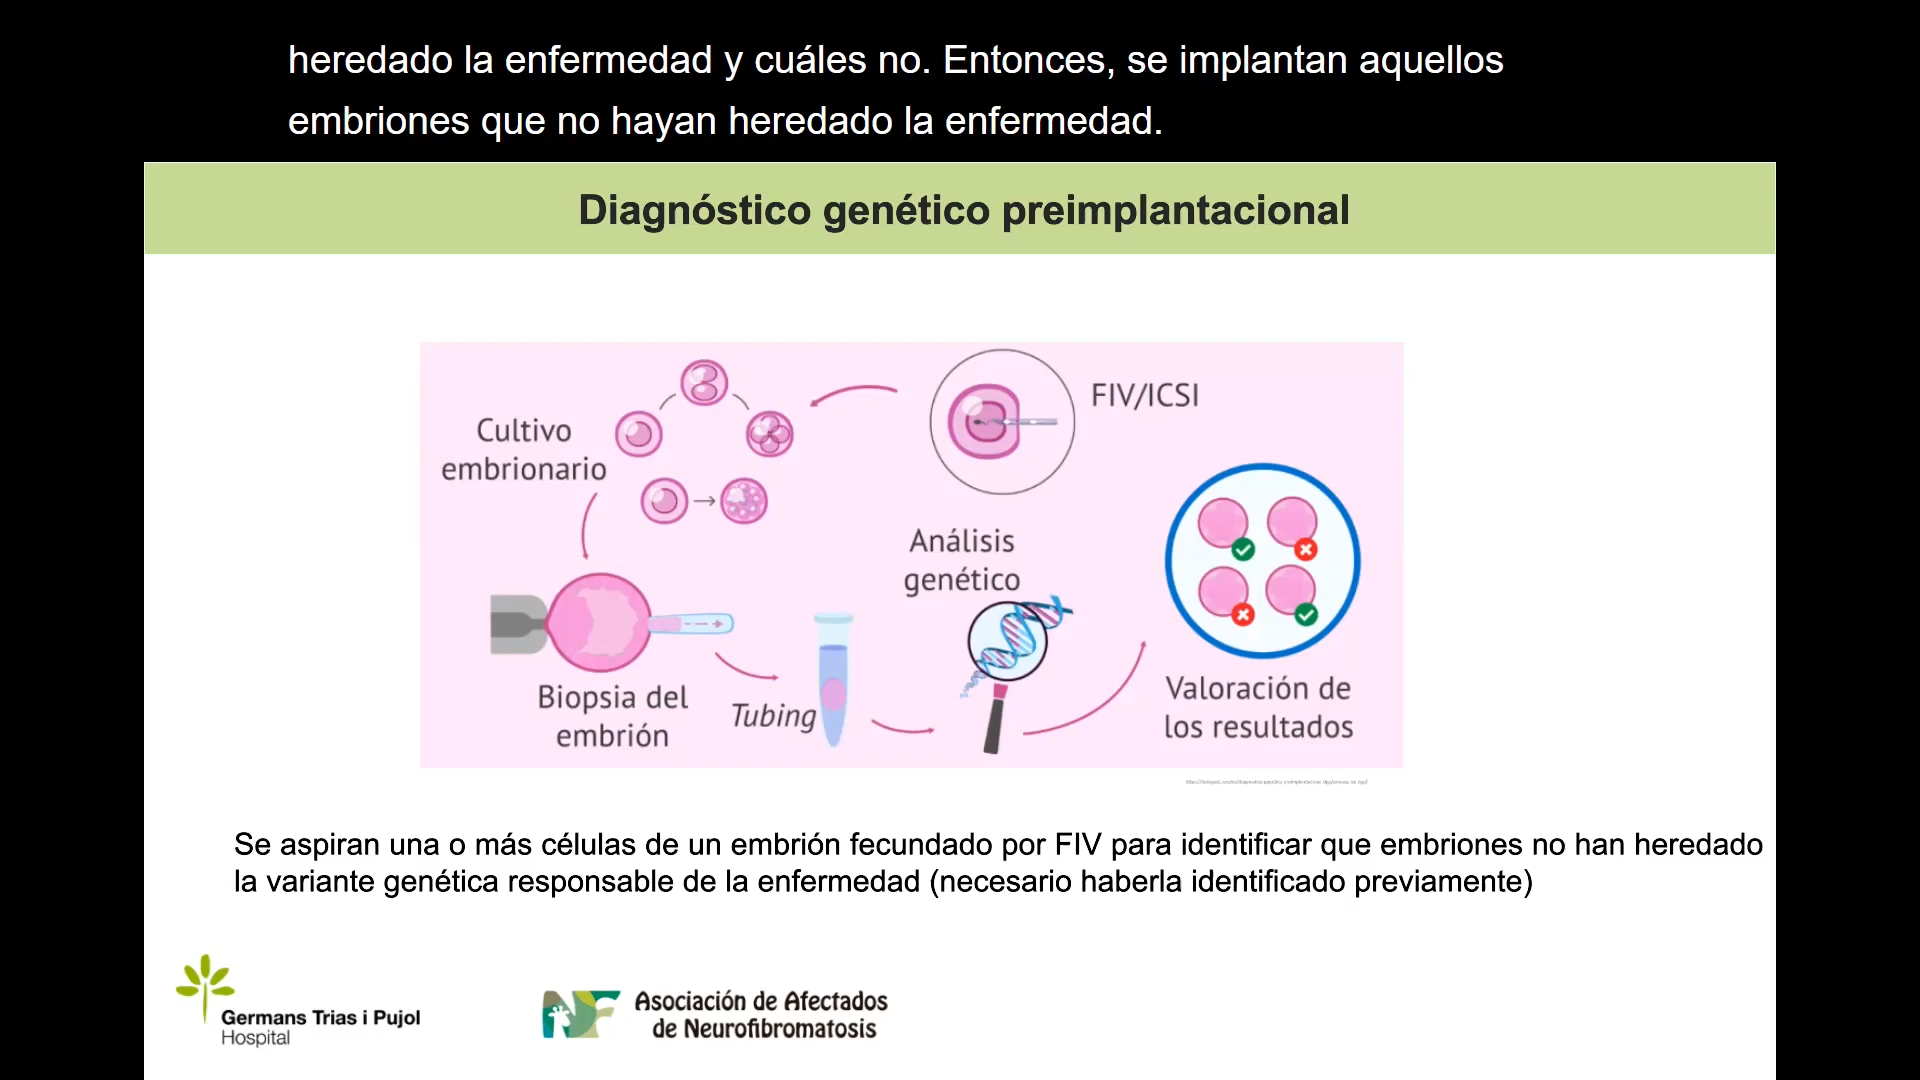 heredado la enfermedad y cuáles no. Entonces, se implantan aquellos
embriones que no hayan heredado la enfermedad.
Diagnóstico genético preimplantacional
FIV/ICSI
Cultivo
embrionario
Análisis
genético
Biopsia del
embrión
Tubing
Valoración de
los resultados
Se aspiran una o más células de un embrión fecundado por FIV para identificar que embriones no han heredado
la variante genética responsable de la enfermedad (necesario haberla identificado previamente)
Germans Trias i Pujol
Hospital
NF
Asociación de Afectados
de Neurofibromatosis